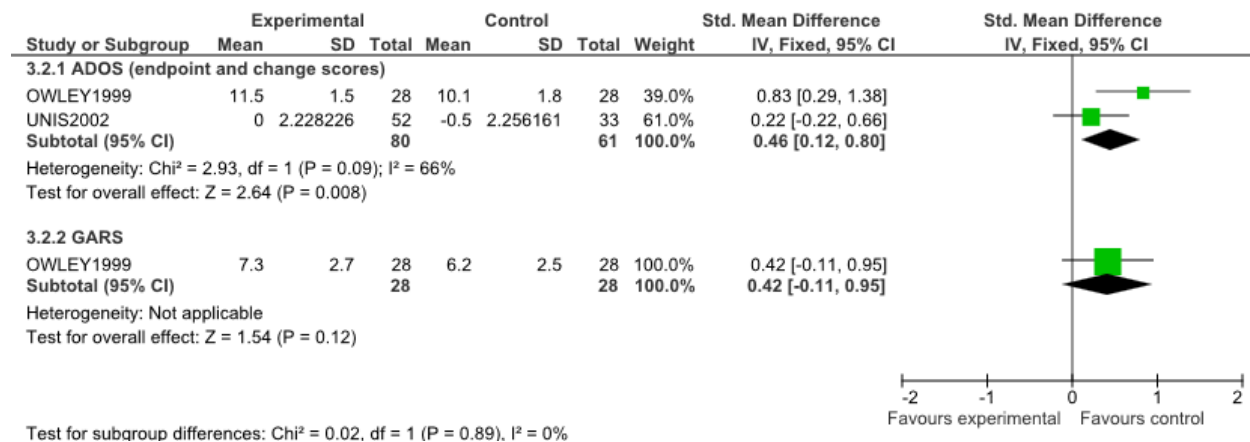 Experimental Control Std. Mean Difference Std. Mean Difference
Study or Subgroup Mean SD Total Mean SD Total Weight IV, Fixed, 95% CI IV, Fixed, 95% CI
3.2.1 ADOS (endpoint and change scores)
OWLEY1999 11.5 1.5 28 10.1 1.8 28 39.0% 0.83 [0.29, 1.38]
UNIS2002 0 2.228226 52 -0.5 2.256161 33 61.0% 0.22 [-0.22, 0.66]
Subtotal (95% CI) 80 61 100.0% 0.46 [0.12, 0.80]
Heterogeneity: Chi² = 2.93, df = 1 (P = 0.09); I² = 66%
Test for overall effect: Z = 2.64 (P = 0.008)
3.2.2 GARS
OWLEY1999 7.3 2.7 28 6.2 2.5 28 100.0% 0.42 [-0.11, 0.95]
Subtotal (95% CI) 28 28 100.0% 0.42 [-0.11, 0.95]
Heterogeneity: Not applicable
Test for overall effect: Z = 1.54 (P = 0.12)
-2 -1 0 1 2
Favours experimental Favours control
Test for subgroup differences: Chi² = 0.02, df = 1 (P = 0.89), I² = 0%